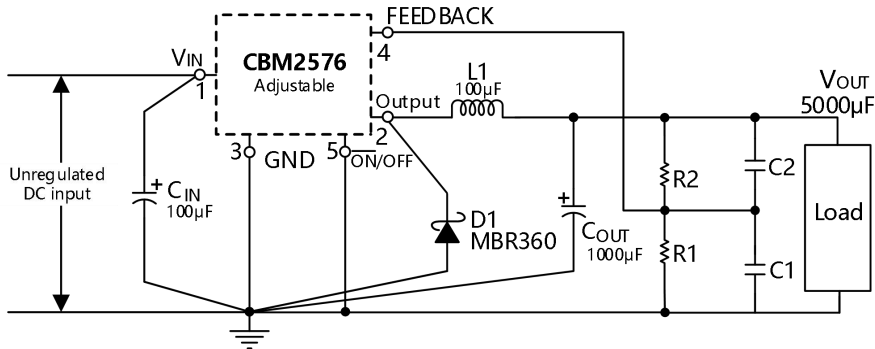 FEEDBACK
4
VIN
1
CBM2576
Adjustable
Output
2
L1
100µF
VOUT
5000µF
3
GND
5
ON/OFF
Unregulated
DC input
+
CIN
100µF
D1
MBR360
+
COUT
1000µF
R2
R1
C2
C1
Load